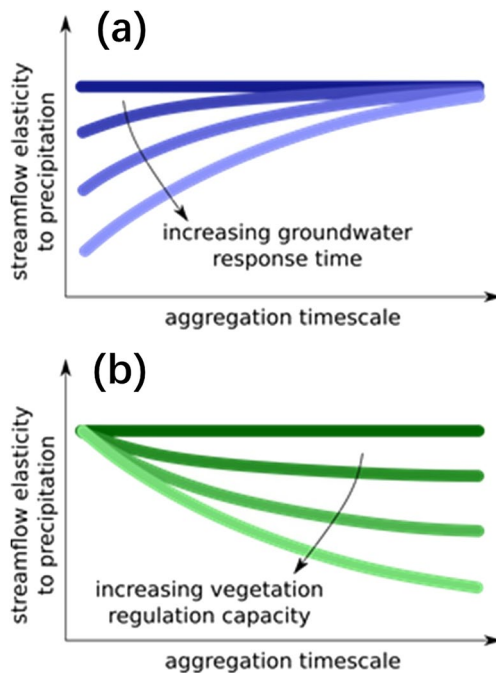 (a)
streamflow elasticity
to precipitation
increasing groundwater
response time
aggregation timescale
(b)
streamflow elasticity
to precipitation
increasing vegetation
regulation capacity
aggregation timescale